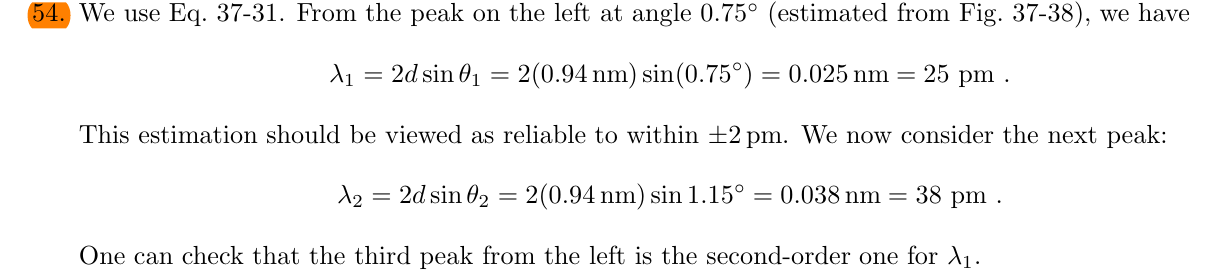 54. We use Eq. 37-31. From the peak on the left at angle 0.75° (estimated from Fig. 37-38), we have
λ₁ = 2d sin θ₁ = 2(0.94 nm) sin(0.75°) = 0.025 nm = 25 pm .
This estimation should be viewed as reliable to within ±2 pm. We now consider the next peak:
λ₂ = 2d sin θ₂ = 2(0.94 nm) sin 1.15° = 0.038 nm = 38 pm .
One can check that the third peak from the left is the second-order one for λ₁.